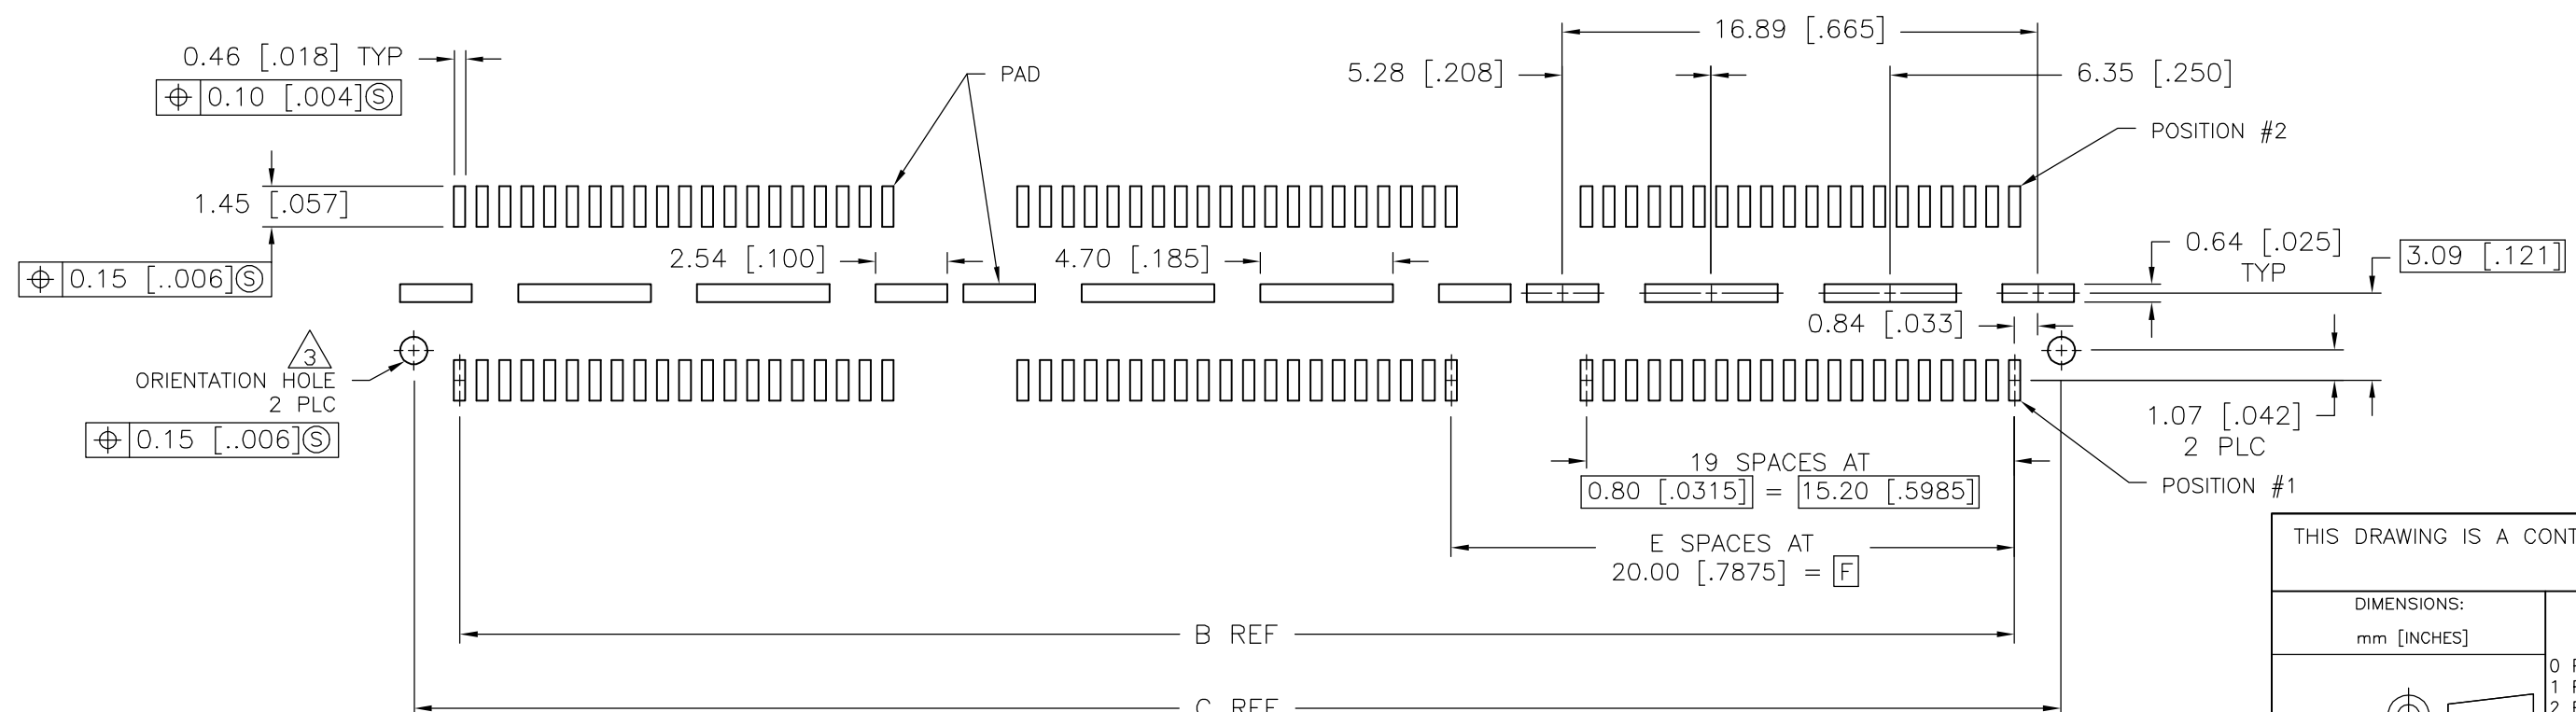 16.89 [.665]
0.46 [.018] TYP
⌖ 0.10 [.004]Ⓢ
PAD
5.28 [.208]
6.35 [.250]
POSITION #2
1.45 [.057]
⌖ 0.15 [..006]Ⓢ
2.54 [.100]
4.70 [.185]
0.64 [.025]
TYP
3.09 [.121]
0.84 [.033]
3
ORIENTATION HOLE
2 PLC
⌖ 0.15 [..006]Ⓢ
1.07 [.042]
2 PLC
19 SPACES AT
0.80 [.0315] = 15.20 [.5985]
POSITION #1
E SPACES AT
20.00 [.7875] = F
THIS DRAWING IS A CONT
B REF
DIMENSIONS:
mm [INCHES]
C REF
0
1
2